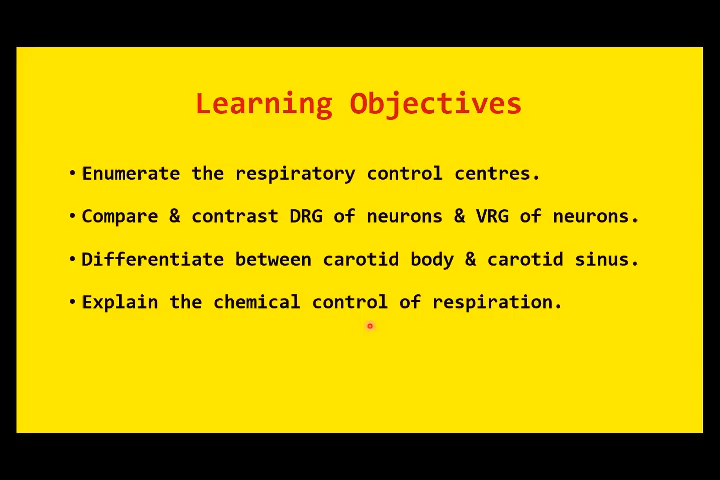 Learning Objectives
• Enumerate the respiratory control centres.
• Compare & contrast DRG of neurons & VRG of neurons.
• Differentiate between carotid body & carotid sinus.
• Explain the chemical control of respiration.